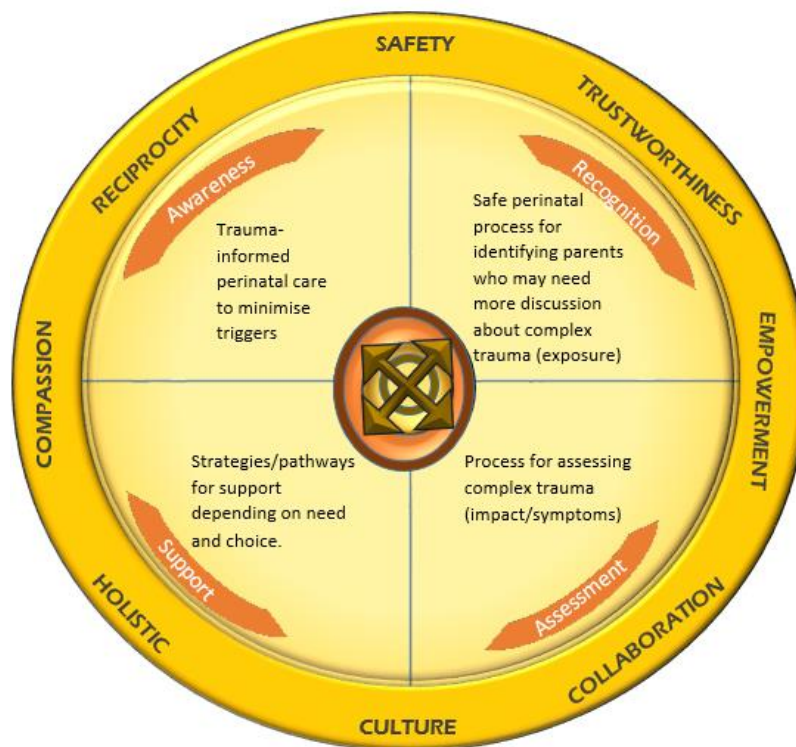 SAFETY
TRUSTWORTHINESS
EMPOWERMENT
COLLABORATION
CULTURE
HOLISTIC
COMPASSION
RECIPROCITY
Awareness
Trauma-
informed
perinatal care
to minimise
triggers
Recognition
Safe perinatal
process for
identifying parents
who may need
more discussion
about complex
trauma (exposure)
Support
Strategies/pathways
for support
depending on need
and choice.
Assessment
Process for assessing
complex trauma
(impact/symptoms)